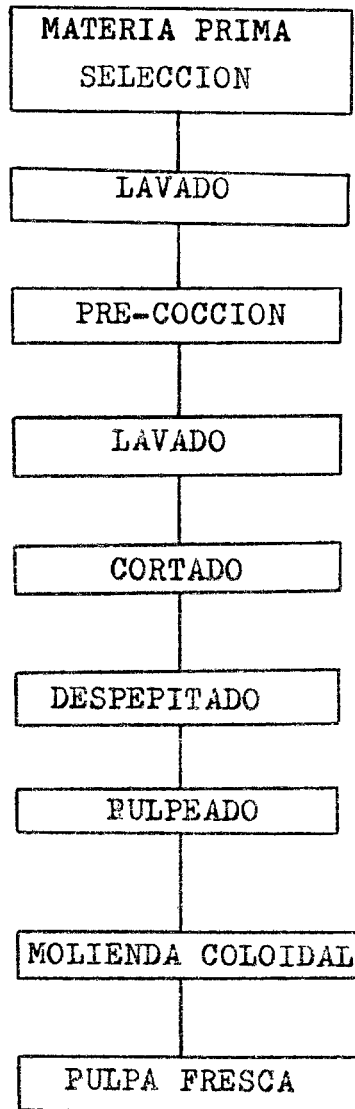 MATERIA PRIMA
SELECCION
LAVADO
PRE-COCCION
LAVADO
CORTADO
DESPEPITADO
PULPEADO
MOLIENDA COLOIDAL
PULPA FRESCA